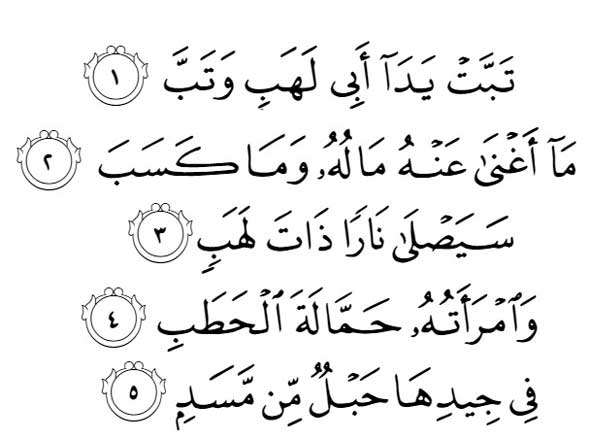 تَبَّتۡ يَدَآ أَبِي لَهَبٖ وَتَبَّ ١
مَآ أَغۡنَىٰ عَنۡهُ مَالُهُۥ وَمَا كَسَبَ ٢
سَيَصۡلَىٰ نَارٗا ذَاتَ لَهَبٖ ٣
وَٱمۡرَأَتُهُۥ حَمَّالَةَ ٱلۡحَطَبِ ٤
فِي جِيدِهَا حَبۡلٞ مِّن مَّسَدِۭ ٥